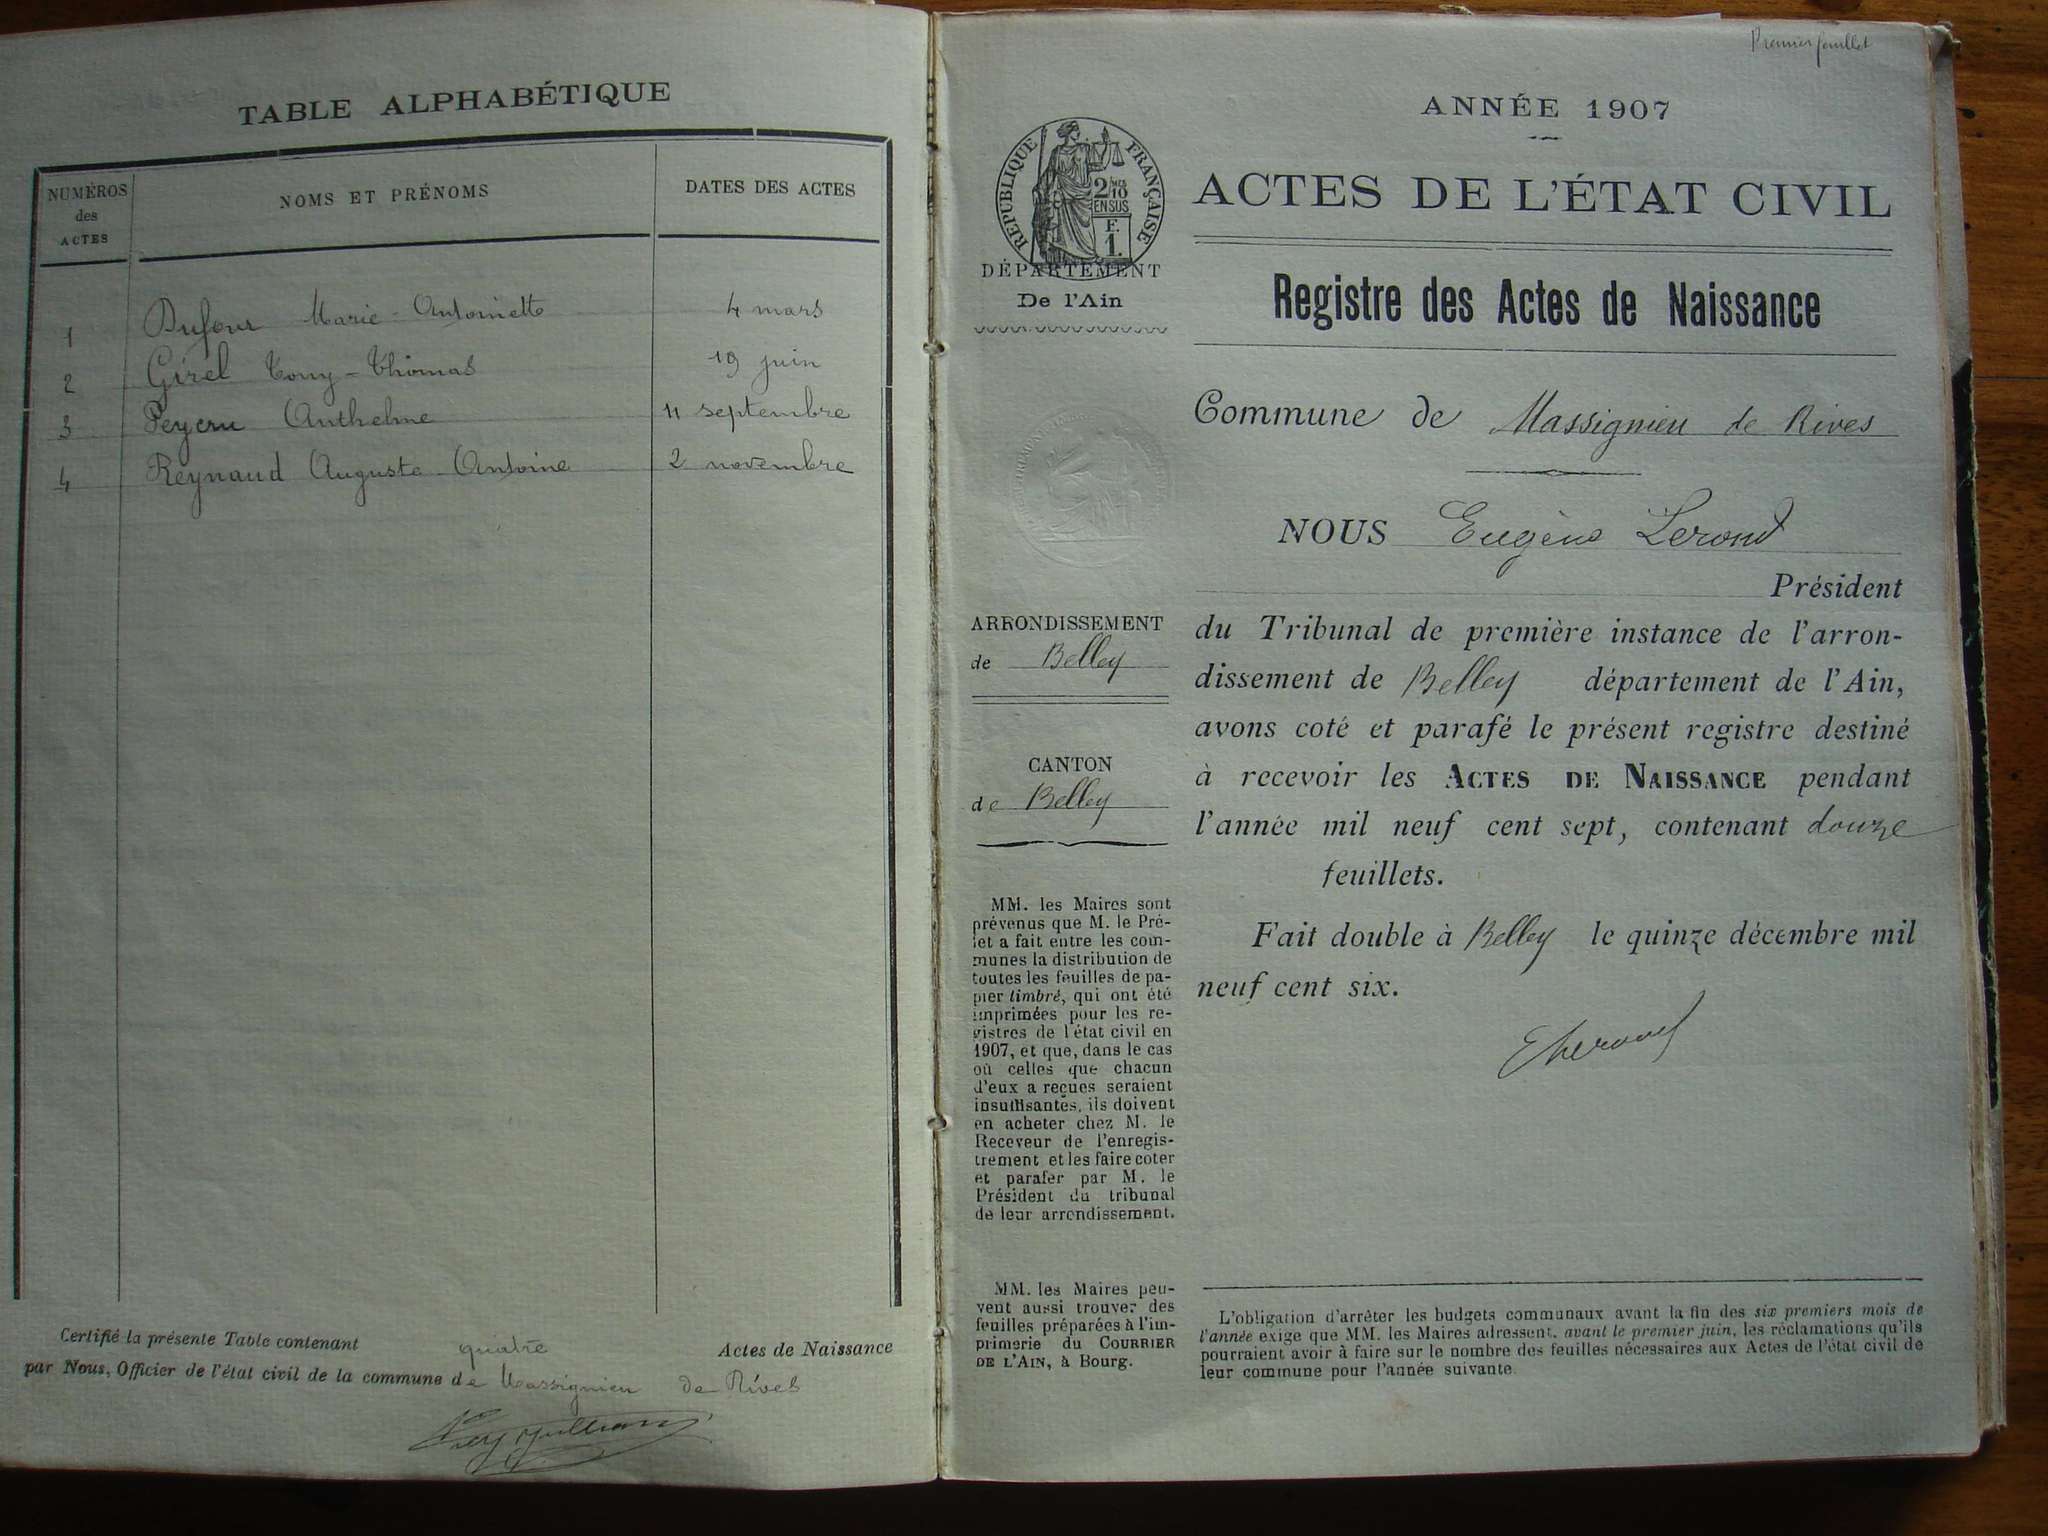 TABLE ALPHABÉTIQUE
NUMÉROS des ACTES
NOMS ET PRÉNOMS
DATES DES ACTES
1 Dufour Marie-Antoinette 4 mars
2 Girel Tony-Thomas 19 juin
3 Peycru Anthelme 11 septembre
4 Reynaud Auguste Antoine 2 novembre
Certifié la présente Table contenant quatre Actes de Naissance
par Nous, Officier de l'état civil de la commune de Massignieu de Rives
Premier feuillet
ANNÉE 1907
ACTES DE L'ÉTAT CIVIL
RÉPUBLIQUE FRANÇAISE
2/10 EN SUS
F. 1.
DÉPARTEMENT
De l'Ain
Registre des Actes de Naissance
Commune de Massignieu de Rives
NOUS Eugène Lerond
Président
du Tribunal de première instance de l'arron-
dissement de Belley département de l'Ain,
avons coté et parafé le présent registre destiné
à recevoir les ACTES DE NAISSANCE pendant
l'année mil neuf cent sept, contenant douze
feuillets.
Fait double à Belley le quinze décembre mil
neuf cent six.
ARRONDISSEMENT
de Belley
CANTON
de Belley
MM. les Maires sont
prévenus que M. le Pré-
fet a fait entre les com-
munes la distribution de
toutes les feuilles de pa-
pier timbré, qui ont été
imprimées pour les re-
gistres de l'état civil en
1907, et que, dans le cas
où celles que chacun
d'eux a reçues seraient
insuffisantes, ils doivent
en acheter chez M. le
Receveur de l'enregis-
trement et les faire coter
et parafer par M. le
Président du tribunal
de leur arrondissement.
MM. les Maires peu-
vent aussi trouver des
feuilles préparées à l'im-
primerie du COURRIER
DE L'AIN, à Bourg.
L'obligation d'arrêter les budgets communaux avant la fin des six premiers mois de
l'année exige que MM. les Maires adressent, avant le premier juin, les réclamations qu'ils
pourraient avoir à faire sur le nombre des feuilles nécessaires aux Actes de l'état civil de
leur commune pour l'année suivante.